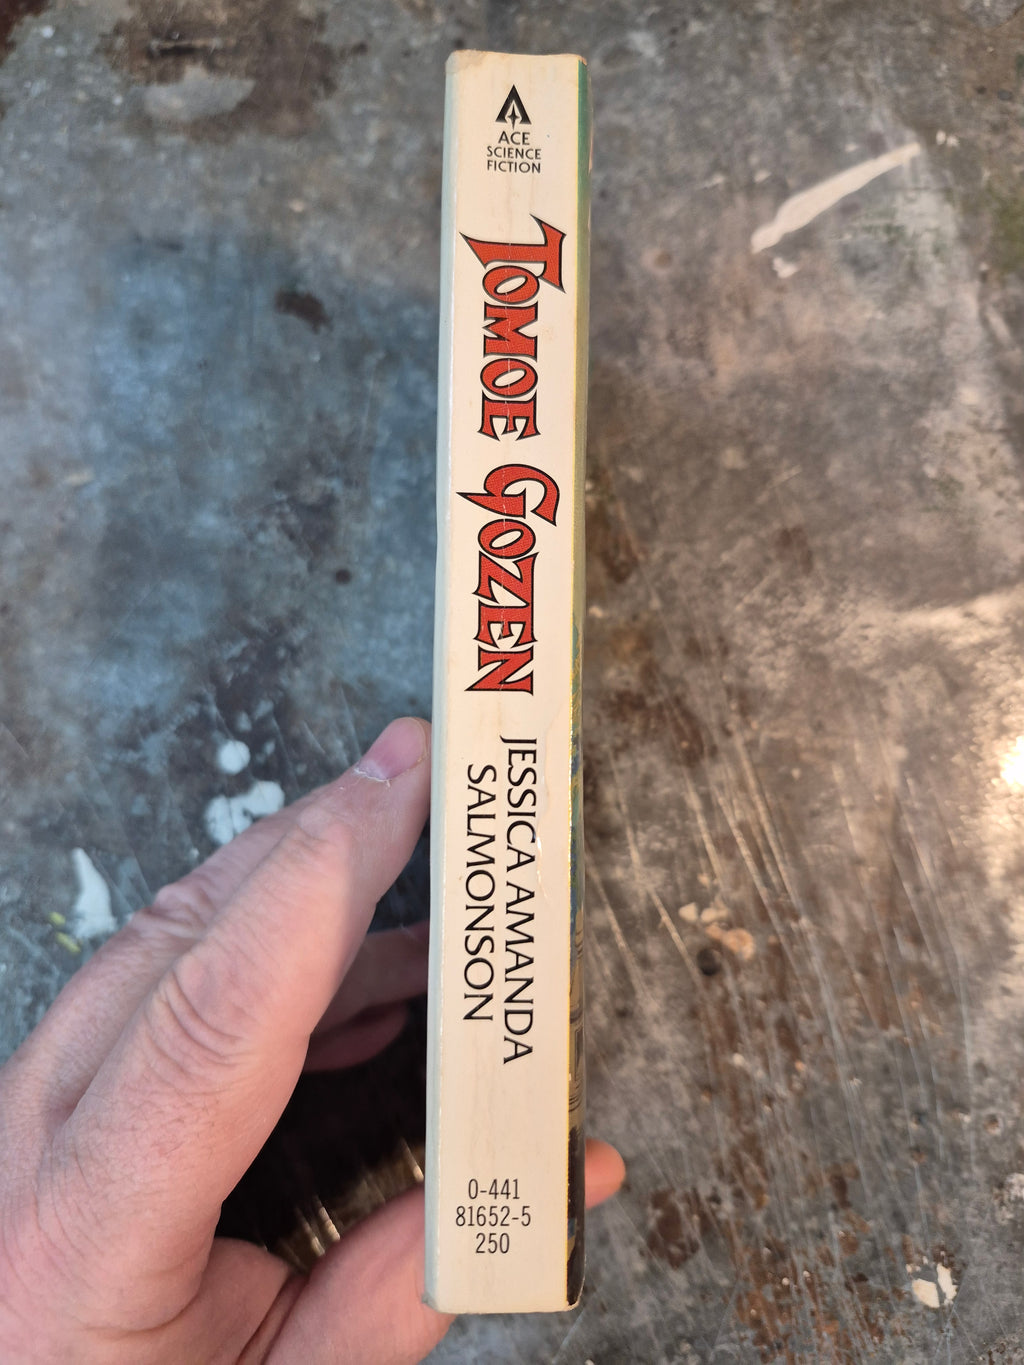 ACE
SCIENCE
FICTION
TOMOE GOZEN
JESSICA AMANDA
SALMONSON
0-441
81652-5
250